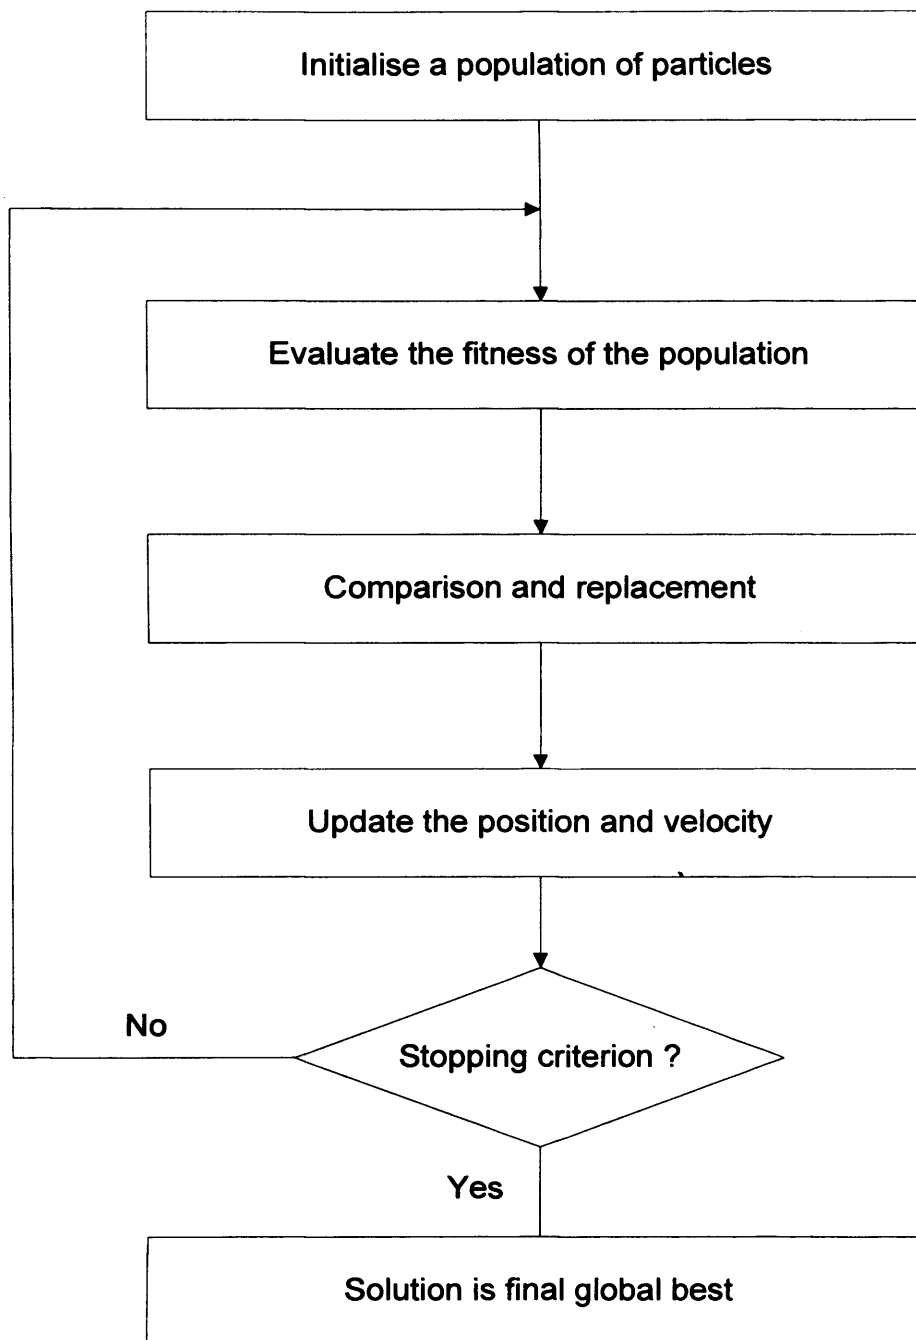 Initialise a population of particles
Evaluate the fitness of the population
Comparison and replacement
Update the position and velocity
No
Stopping criterion ?
Yes
Solution is final global best